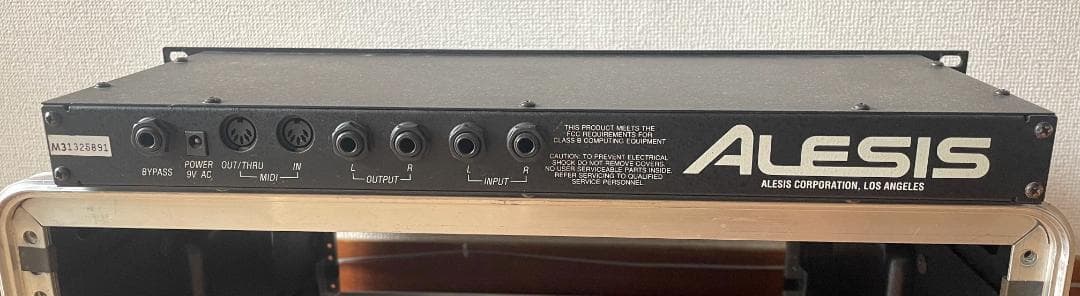 M31325891
BYPASS
POWER
9V AC
OUT/THRU
IN
MIDI
L
R
OUTPUT
L
R
INPUT
THIS PRODUCT MEETS THE
FCC REQUIREMENTS FOR
CLASS B COMPUTING EQUIPMENT
CAUTION: TO PREVENT ELECTRICAL
SHOCK DO NOT REMOVE COVERS.
NO USER SERVICEABLE PARTS INSIDE.
REFER SERVICING TO QUALIFIED
SERVICE PERSONNEL.
ALESIS
ALESIS CORPORATION, LOS ANGELES